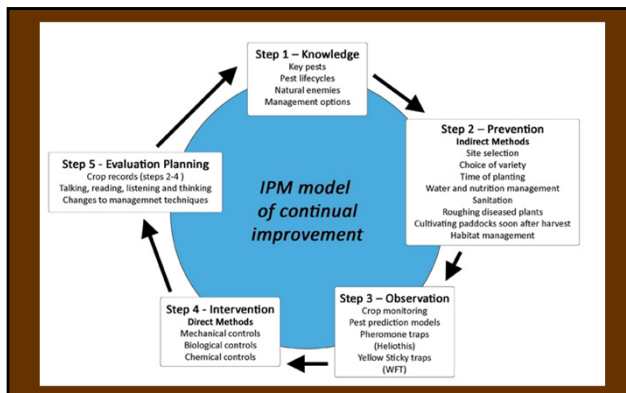 Step 1 – Knowledge
Key pests
Pest lifecycles
Natural enemies
Management options
Step 2 – Prevention
Indirect Methods
Site selection
Choice of variety
Time of planting
Water and nutrition management
Sanitation
Roughing diseased plants
Cultivating paddocks soon after harvest
Habitat management
Step 3 – Observation
Crop monitoring
Pest prediction models
Pheromone traps
(Heliothis)
Yellow Sticky traps
(WFT)
Step 4 - Intervention
Direct Methods
Mechanical controls
Biological controls
Chemical controls
Step 5 - Evaluation Planning
Crop records (steps 2-4 )
Talking, reading, listening and thinking
Changes to managemnet techniques
IPM model
of continual
improvement